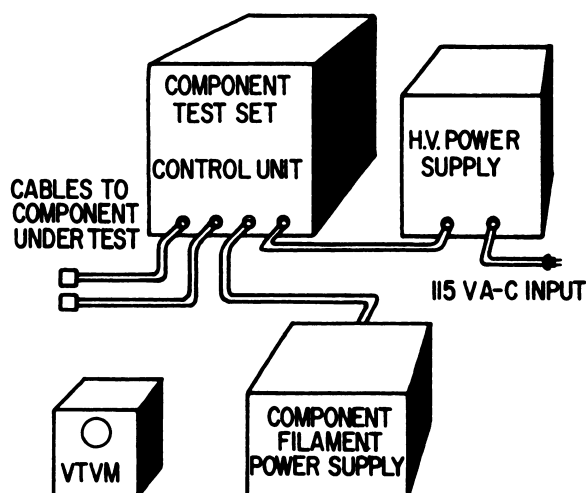 COMPONENT
TEST SET
CONTROL UNIT
H.V. POWER
SUPPLY
CABLES TO
COMPONENT
UNDER TEST
115 V A-C INPUT
COMPONENT
FILAMENT
POWER SUPPLY
VTVM